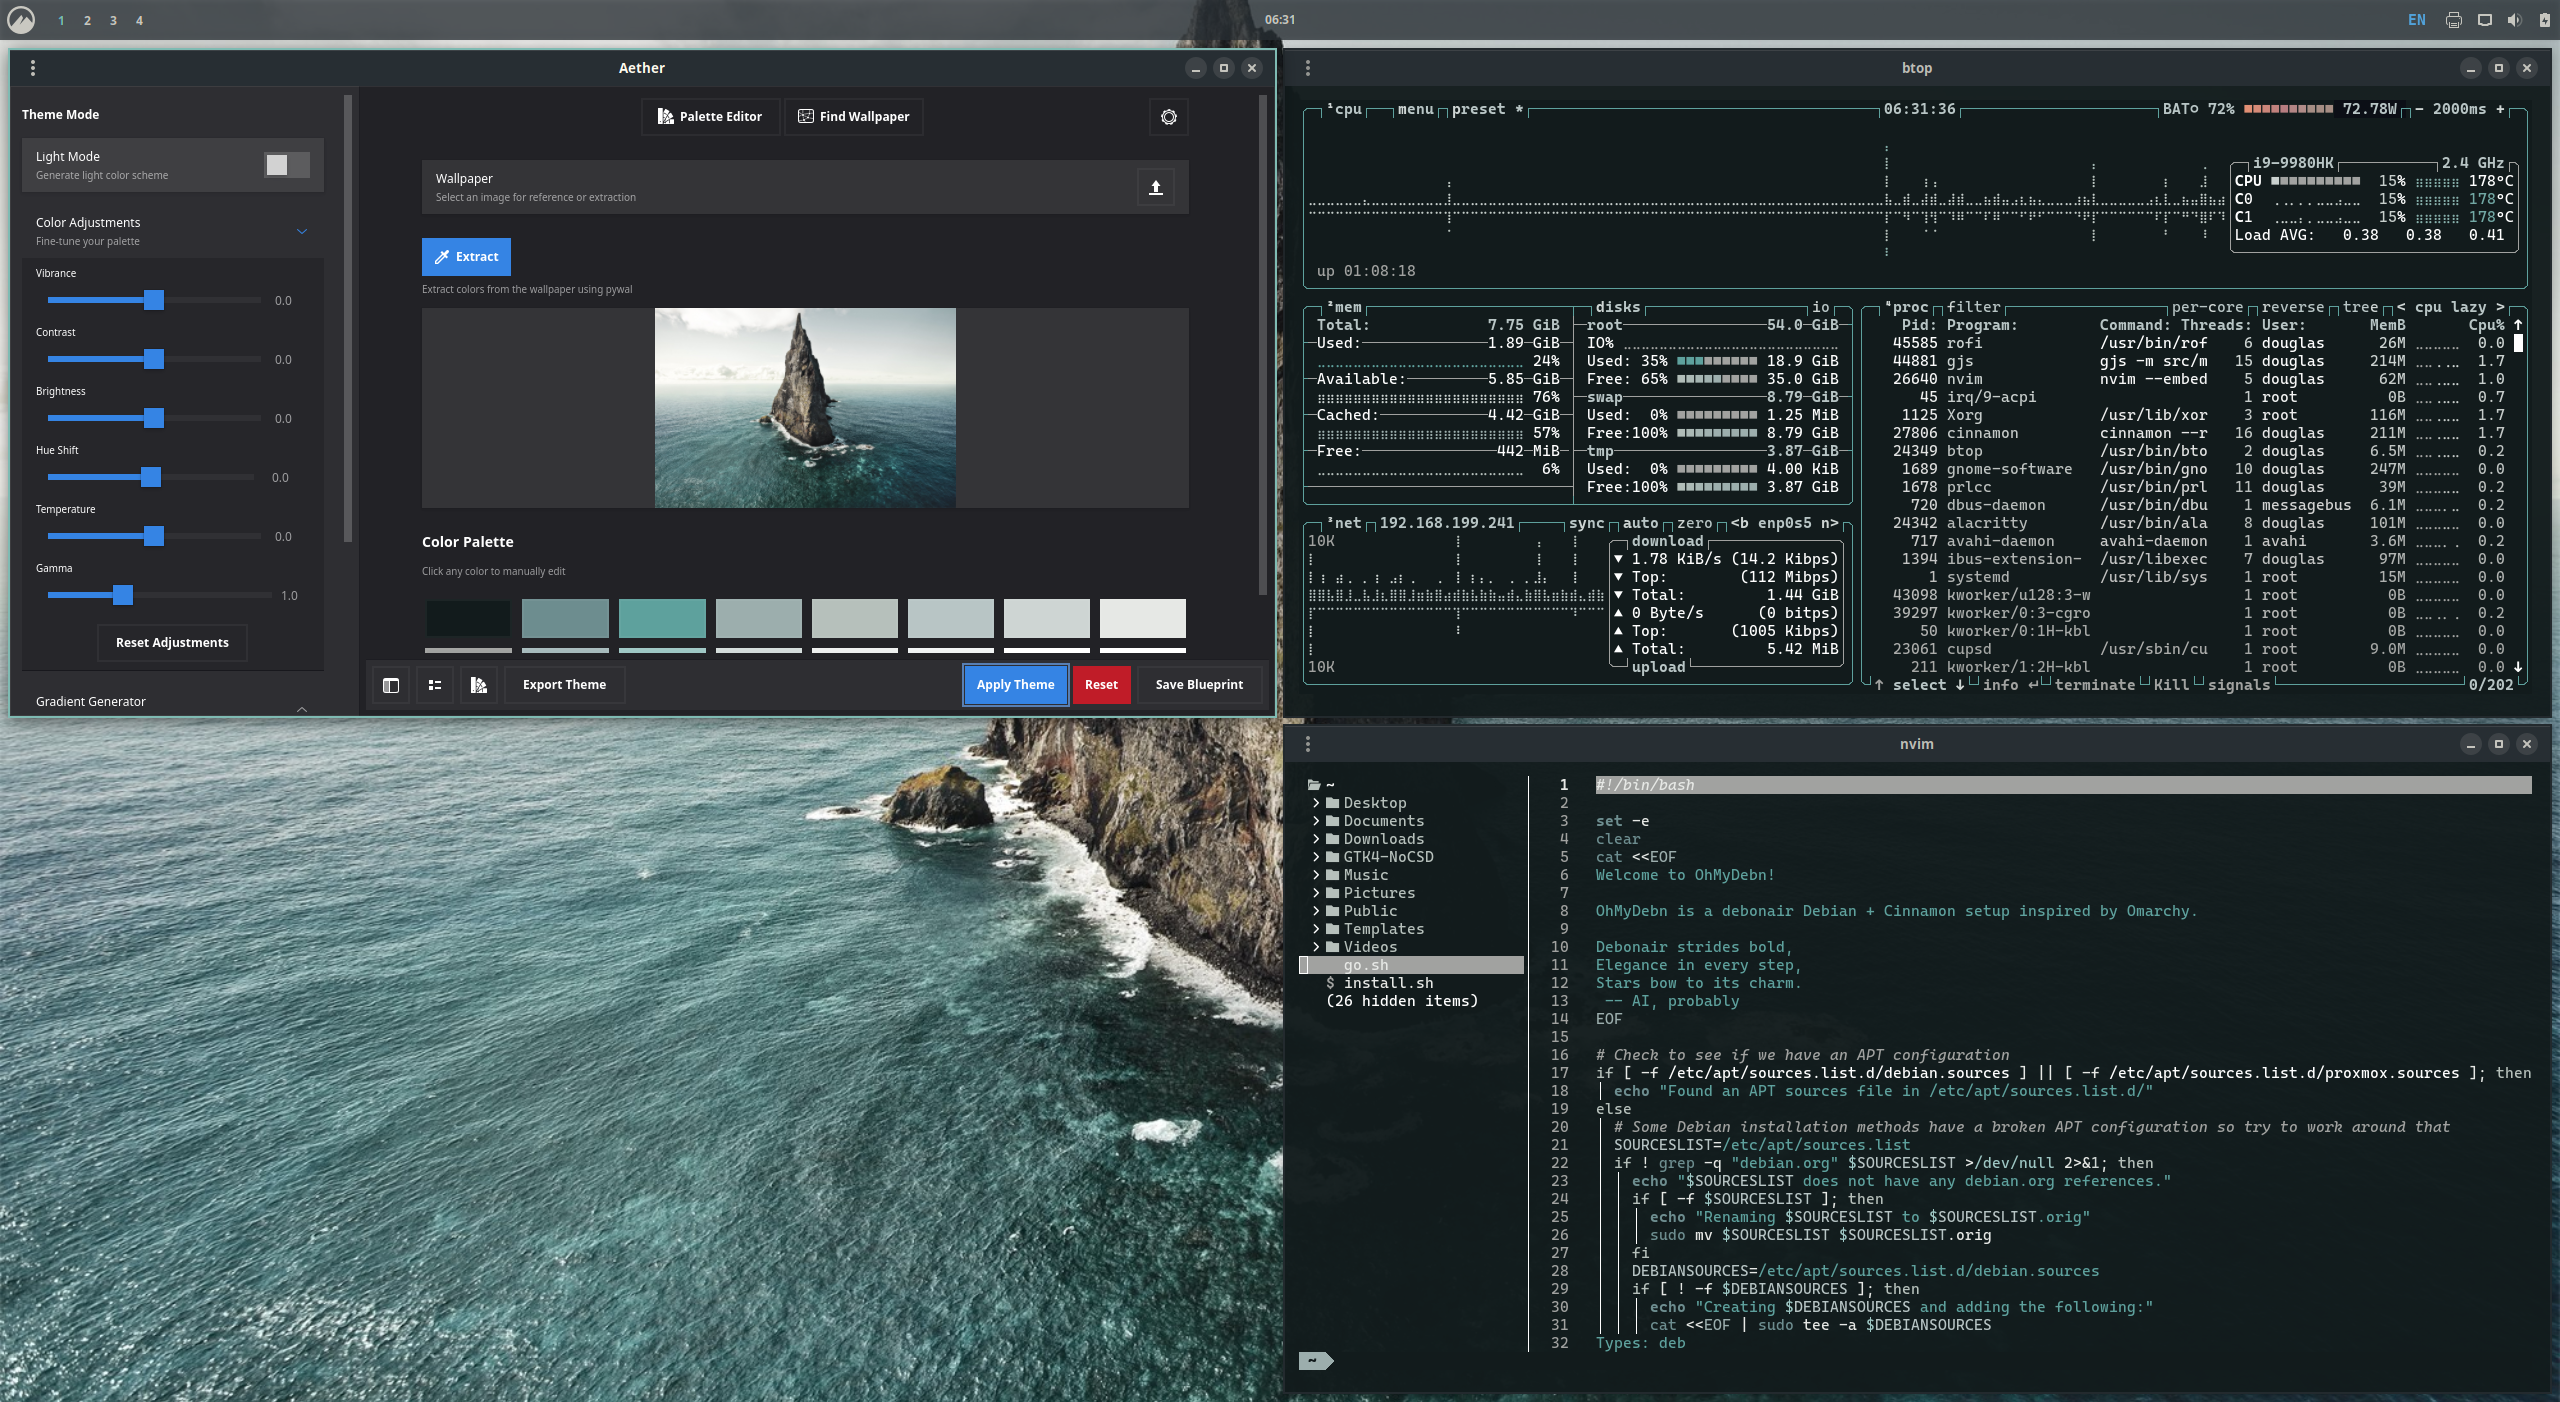 1 2 3 4
06:31
EN
Aether
Theme Mode
Light Mode
Generate light color scheme
Color Adjustments
Fine-tune your palette
Vibrance
0.0
Contrast
0.0
Brightness
0.0
Hue Shift
0.0
Temperature
0.0
Gamma
1.0
Reset Adjustments
Gradient Generator
Palette Editor
Find Wallpaper
Wallpaper
Select an image for reference or extraction
Extract
Extract colors from the wallpaper using pywal
Color Palette
Click any color to manually edit
Export Theme
Apply Theme
Reset
Save Blueprint
btop
¹cpu menu preset * 06:31:36 BAT 72% 72.78W - 2000ms +
i9-9980HK 2.4 GHz
CPU 15% 178°C
C0 15% 178°C
C1 15% 178°C
Load AVG: 0.38 0.38 0.41
up 01:08:18
²mem
Total: 7.75 GiB
Used: 1.89 GiB
24%
Available: 5.85 GiB
76%
Cached: 4.42 GiB
57%
Free: 442 MiB
6%
disks io
root 54.0 GiB
IO%
Used: 35% 18.9 GiB
Free: 65% 35.0 GiB
swap 8.79 GiB
Used: 0% 1.25 MiB
Free:100% 8.79 GiB
tmp 3.87 GiB
Used: 0% 4.00 KiB
Free:100% 3.87 GiB
³net 192.168.199.241 sync auto zero <b enp0s5 n>
10K
download
▼ 1.78 KiB/s (14.2 Kibps)
▼ Top: (112 Mibps)
▼ Total: 1.44 GiB
▲ 0 Byte/s (0 bitps)
▲ Top: (1005 Kibps)
▲ Total: 5.42 MiB
upload
10K
⁴proc filter per-core reverse tree < cpu lazy >
Pid: Program: Command: Threads: User: MemB Cpu% ↑
45585 rofi /usr/bin/rof 6 douglas 26M 0.0
44881 gjs gjs -m src/m 15 douglas 214M 1.7
26640 nvim nvim --embed 5 douglas 62M 1.0
45 irq/9-acpi 1 root 0B 0.7
1125 Xorg /usr/lib/xor 3 root 116M 1.7
27806 cinnamon cinnamon --r 16 douglas 211M 1.7
24349 btop /usr/bin/bto 2 douglas 6.5M 0.2
1689 gnome-software /usr/bin/gno 10 douglas 247M 0.0
1678 prlcc /usr/bin/prl 11 douglas 39M 0.2
720 dbus-daemon /usr/bin/dbu 1 messagebus 6.1M 0.2
24342 alacritty /usr/bin/ala 8 douglas 101M 0.0
717 avahi-daemon avahi-daemon 1 avahi 3.6M 0.2
1394 ibus-extension- /usr/libexec 7 douglas 97M 0.0
1 systemd /usr/lib/sys 1 root 15M 0.0
43098 kworker/u128:3-w 1 root 0B 0.0
39297 kworker/0:3-cgro 1 root 0B 0.2
50 kworker/0:1H-kbl 1 root 0B 0.0
23061 cupsd /usr/sbin/cu 1 root 9.0M 0.0
211 kworker/1:2H-kbl 1 root 0B 0.0 ↓
↑ select ↓ info ↵ terminate Kill signals 0/202
nvim
~
Desktop
Documents
Downloads
GTK4-NoCSD
Music
Pictures
Public
Templates
Videos
go.sh
$ install.sh
(26 hidden items)
1 #!/bin/bash
2
3 set -e
4 clear
5 cat <<EOF
6 Welcome to OhMyDebn!
7
8 OhMyDebn is a debonair Debian + Cinnamon setup inspired by Omarchy.
9
10 Debonair strides bold,
11 Elegance in every step,
12 Stars bow to its charm.
13 -- AI, probably
14 EOF
15
16 # Check to see if we have an APT configuration
17 if [ -f /etc/apt/sources.list.d/debian.sources ] || [ -f /etc/apt/sources.list.d/proxmox.sources ]; then
18 echo "Found an APT sources file in /etc/apt/sources.list.d/"
19 else
20 # Some Debian installation methods have a broken APT configuration so try to work around that
21 SOURCESLIST=/etc/apt/sources.list
22 if ! grep -q "debian.org" $SOURCESLIST >/dev/null 2>&1; then
23 echo "$SOURCESLIST does not have any debian.org references."
24 if [ -f $SOURCESLIST ]; then
25 echo "Renaming $SOURCESLIST to $SOURCESLIST.orig"
26 sudo mv $SOURCESLIST $SOURCESLIST.orig
27 fi
28 DEBIANSOURCES=/etc/apt/sources.list.d/debian.sources
29 if [ ! -f $DEBIANSOURCES ]; then
30 echo "Creating $DEBIANSOURCES and adding the following:"
31 cat <<EOF | sudo tee -a $DEBIANSOURCES
32 Types: deb
~